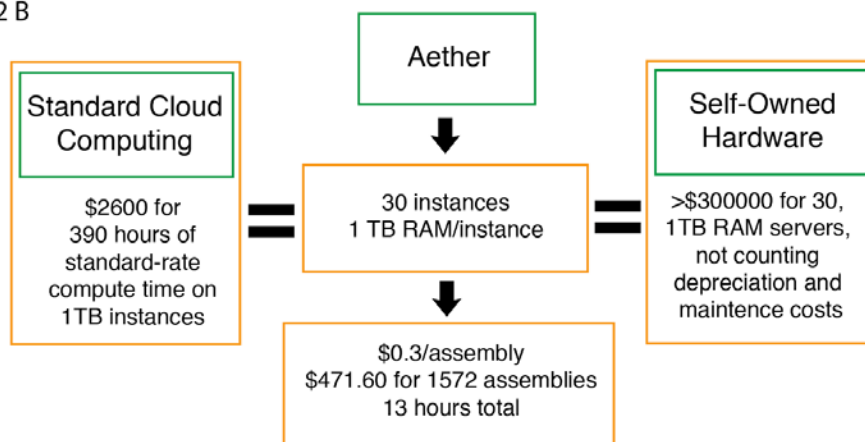 2 B
Aether
Standard Cloud
Computing
$2600 for
390 hours of
standard-rate
compute time on
1TB instances
30 instances
1 TB RAM/instance
Self-Owned
Hardware
>$300000 for 30,
1TB RAM servers,
not counting
depreciation and
maintence costs
$0.3/assembly
$471.60 for 1572 assemblies
13 hours total